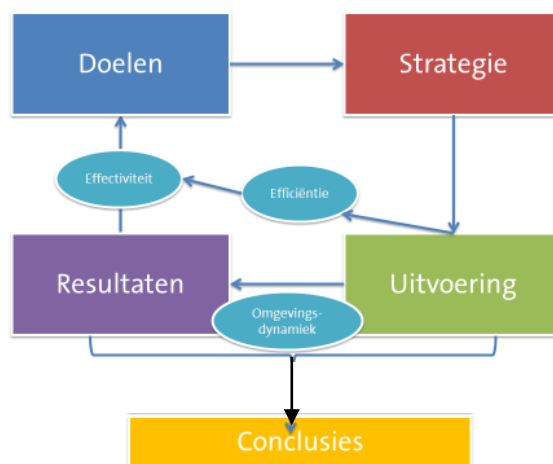 Doelen
Strategie
Effectiviteit
Efficiëntie
Resultaten
Uitvoering
Omgevings-
dynamiek
Conclusies